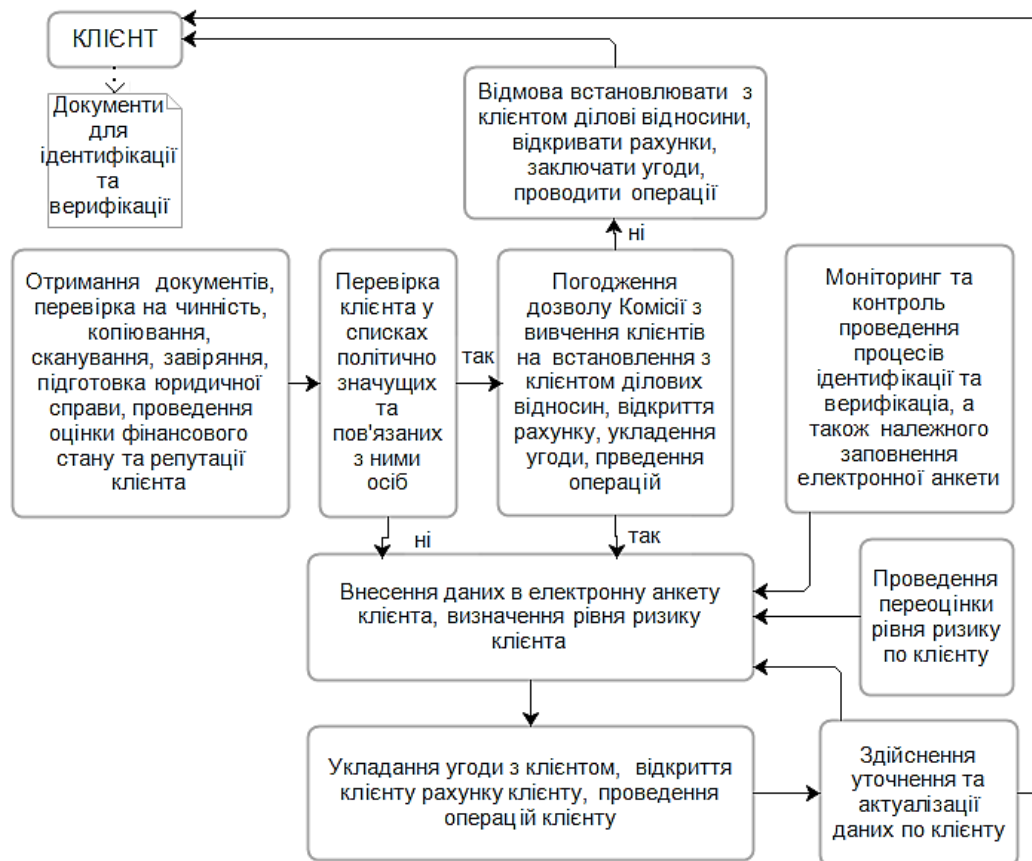 КЛІЄНТ
Документи
для
ідентифікації
та
верифікації
Відмова встановлювати з
клієнтом ділові відносини,
відкривати рахунки,
заключати угоди,
проводити операції
ні
Отримання документів,
перевірка на чинність,
копіювання,
сканування, завіряння,
підготовка юридичної
справи, проведення
оцінки фінансового
стану та репутації
клієнта
Перевірка
клієнта у
списках
політично
значущих
та
пов'язаних
з ними
осіб
так
Погодження
дозволу Комісії з
вивчення клієнтів
на встановлення з
клієнтом ділових
відносин, відкриття
рахунку, укладення
угоди, прведення
операцій
Моніторинг та
контроль
проведення
процесів
ідентифікації та
верифікація, а
також належного
заповнення
електронної анкети
ні
так
Внесення даних в електронну анкету
клієнта, визначення рівня ризику
клієнта
Проведення
переоцінки
рівня ризику
по клієнту
Укладання угоди з клієнтом, відкриття
клієнту рахунку клієнту, проведення
операцій клієнту
Здійснення
уточнення та
актуалізації
даних по клієнту